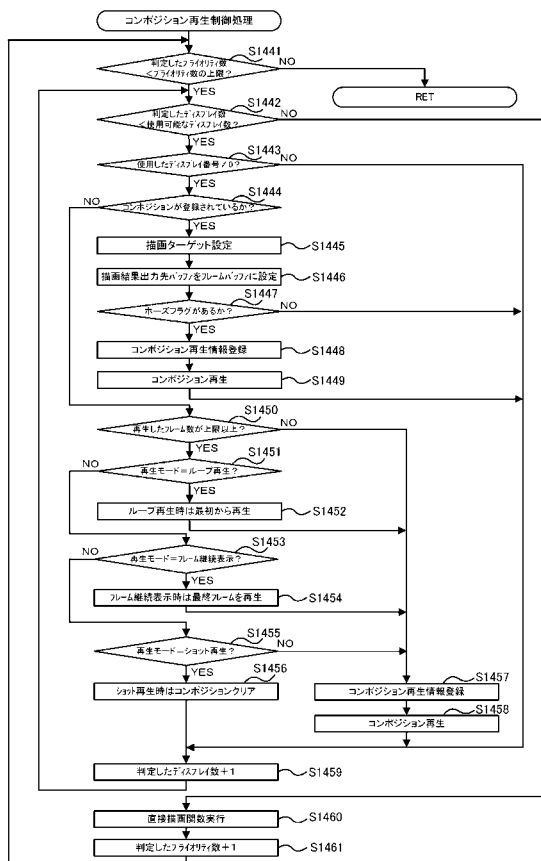 コンポジション再生制御処理
S1441
判定したプライオリティ数
<プライオリティ数の上限?
NO
YES
RET
S1442
判定したディスプレイ数
<使用可能なディスプレイ数?
NO
YES
S1443
使用したディスプレイ番号≠0?
NO
YES
S1444
NO
コンポジションが登録されているか?
YES
描画ターゲット設定
S1445
描画結果出力先バッファをフレームバッファに設定
S1446
S1447
ポーズフラグがあるか?
NO
YES
コンポジション再生情報登録
S1448
コンポジション再生
S1449
S1450
再生したフレーム数が上限以上?
NO
YES
S1451
NO
再生モード=ループ再生?
YES
ループ再生時は最初から再生
S1452
S1453
NO
再生モード=フレーム継続表示?
YES
フレーム継続表示時は最終フレームを再生
S1454
S1455
再生モード=ショット再生?
NO
YES
S1456
ショット再生時はコンポジションクリア
S1457
コンポジション再生情報登録
S1458
コンポジション再生
判定したディスプレイ数+1
S1459
直接描画関数実行
S1460
判定したプライオリティ数+1
S1461